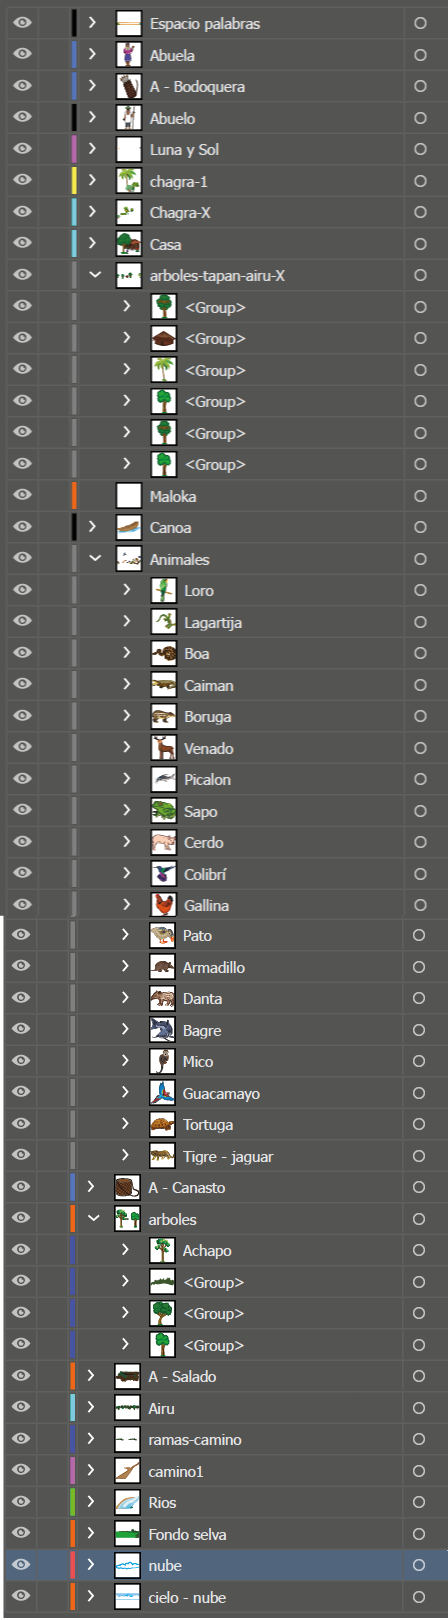 Espacio palabras
Abuela
A - Bodoquera
Abuelo
Luna y Sol
chagra-1
Chagra-X
Casa
arboles-tapan-airu-X
<Group>
<Group>
<Group>
<Group>
<Group>
<Group>
Maloka
Canoa
Animales
Loro
Lagartija
Boa
Caiman
Boruga
Venado
Picalon
Sapo
Cerdo
Colibrí
Gallina
Pato
Armadillo
Danta
Bagre
Mico
Guacamayo
Tortuga
Tigre - jaguar
A - Canasto
arboles
Achapo
<Group>
<Group>
<Group>
A - Salado
Airu
ramas-camino
camino1
Rios
Fondo selva
nube
cielo - nube